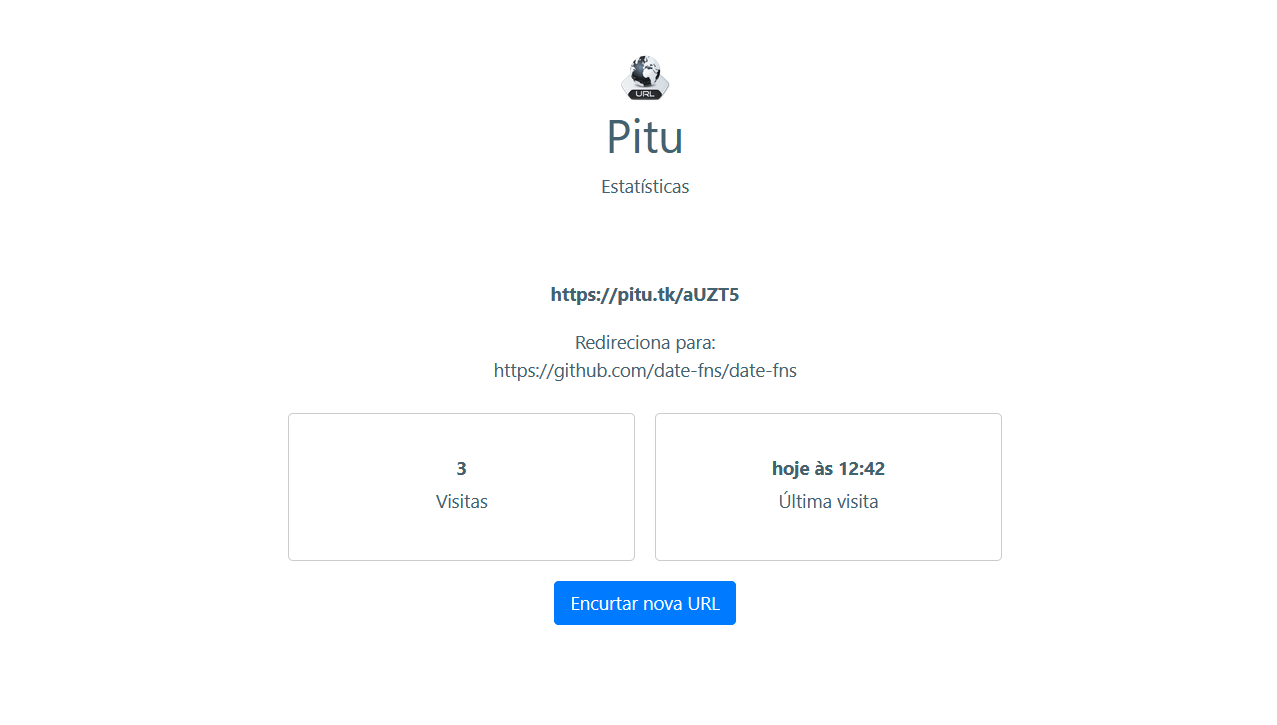 URL
Pitu
Estatísticas
https://pitu.tk/aUZT5
Redireciona para:
https://github.com/date-fns/date-fns
3
Visitas
hoje às 12:42
Última visita
Encurtar nova URL